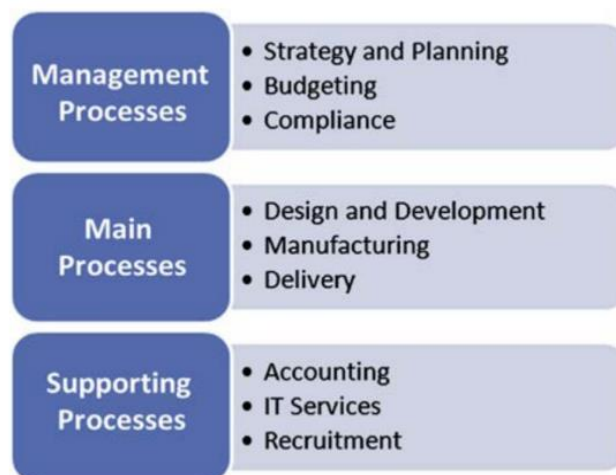 Management
Processes
• Strategy and Planning
• Budgeting
• Compliance
Main
Processes
• Design and Development
• Manufacturing
• Delivery
Supporting
Processes
• Accounting
• IT Services
• Recruitment